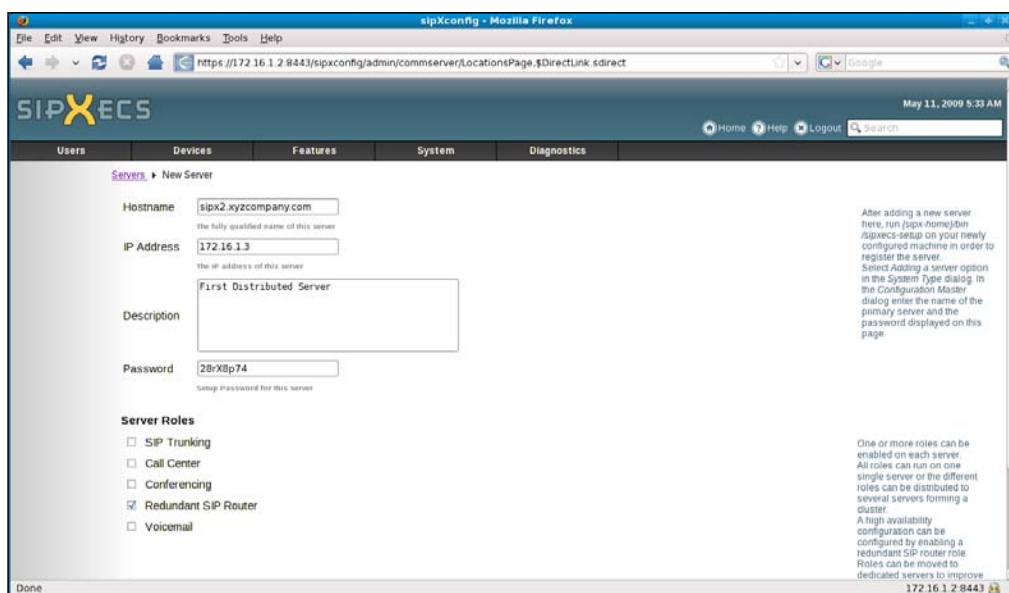 sipXconfig - Mozilla Firefox
File Edit View History Bookmarks Tools Help
https://172.16.1.2:8443/sipxconfig/admin/commserver/LocationsPage,$DirectLink.sdirect
Google
SIPXECS
May 11, 2009 5:33 AM
Home Help Logout Search
Users Devices Features System Diagnostics
Servers New Server
Hostname sipx2.xyzcompany.com
The fully qualified name of this server
IP Address 172.16.1.3
The IP address of this server
Description First Distributed Server
Password 28rX8p74
Setup Password for this server
After adding a new server
here, run {sipx-home}/bin
/sipxecs-setup on your newly
configured machine in order to
register the server.
Select Adding a server option
in the System Type dialog. In
the Configuration Master
dialog enter the name of the
primary server and the
password displayed on this
page.
Server Roles
SIP Trunking
Call Center
Conferencing
Redundant SIP Router
Voicemail
One or more roles can be
enabled on each server.
All roles can run on one
single server or the different
roles can be distributed to
several servers forming a
cluster.
A high availability
configuration can be
configured by enabling a
redundant SIP router role.
Roles can be moved to
dedicated servers to improve
Done
172.16.1.2:8443